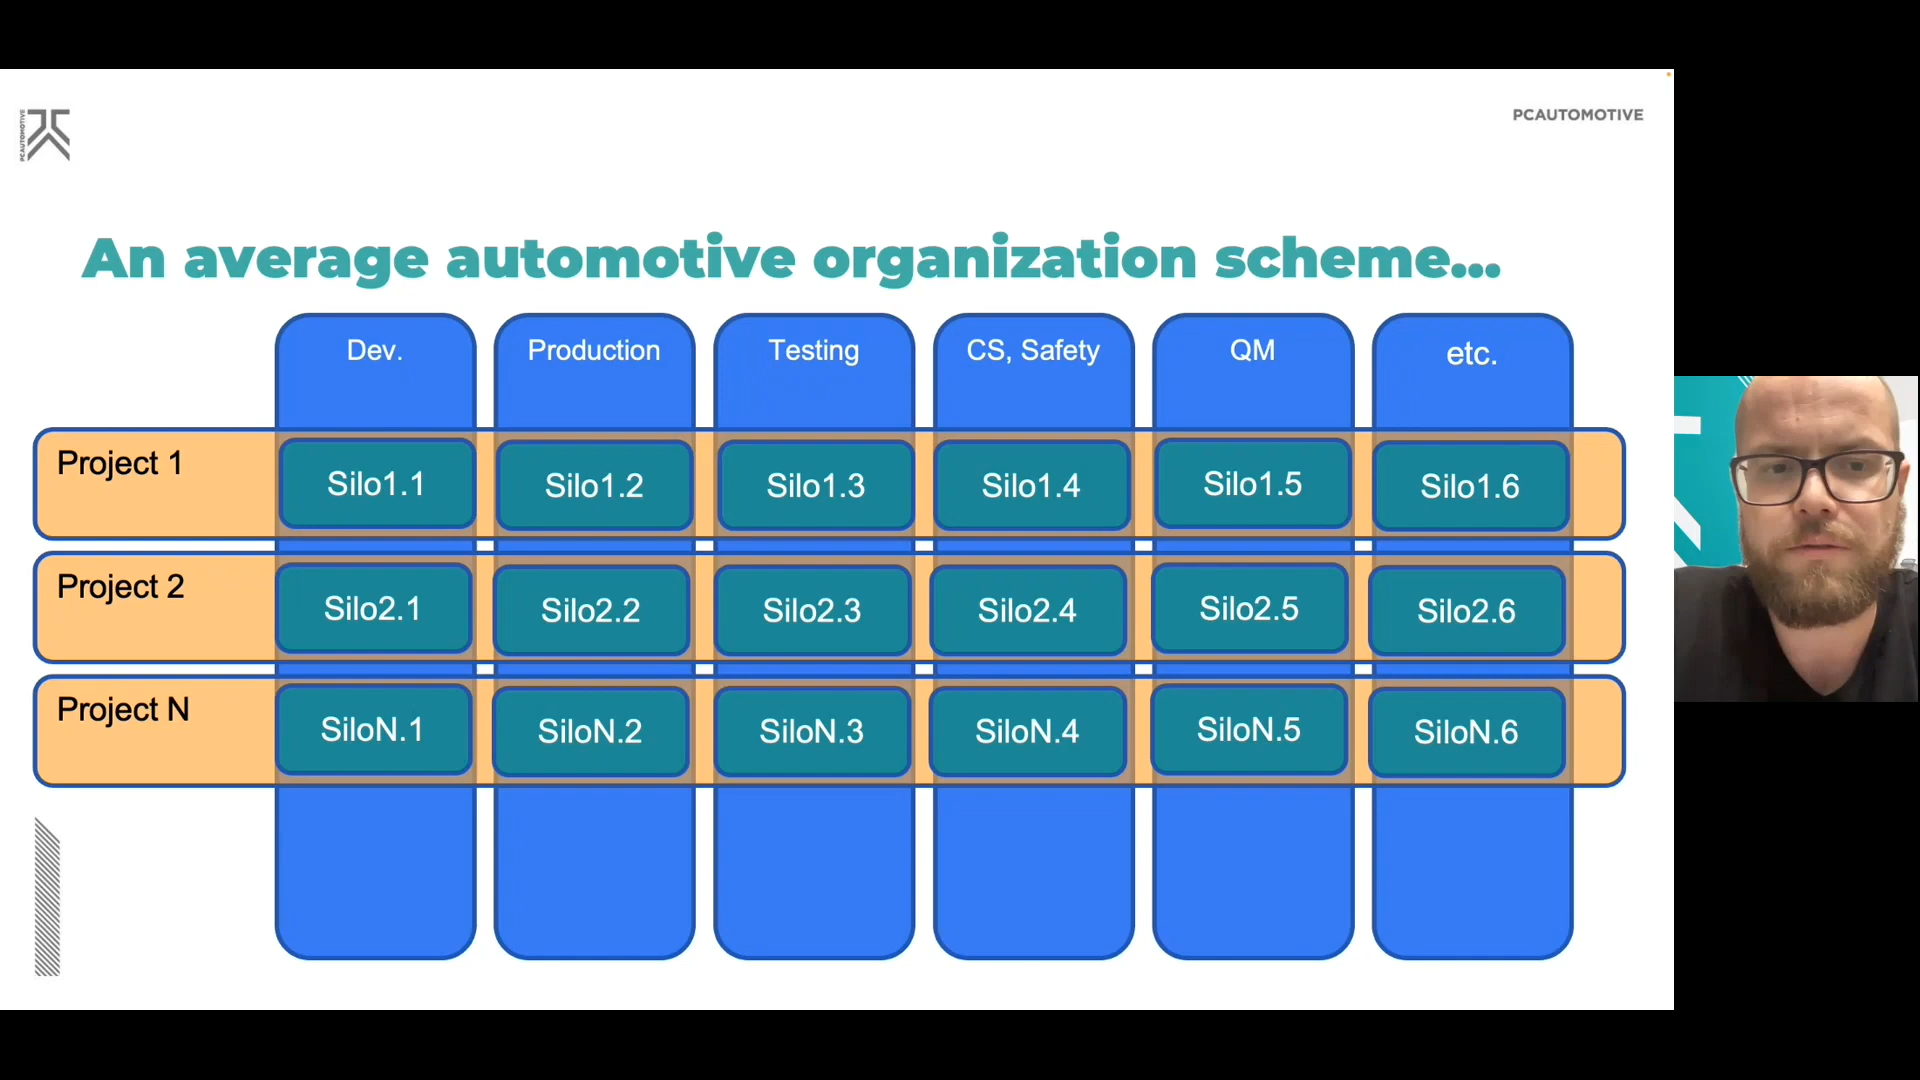 PCAUTOMOTIVE
PCAUTOMOTIVE
An average automotive organization scheme...
Dev. Production Testing CS, Safety QM etc.
Project 1 Silo1.1 Silo1.2 Silo1.3 Silo1.4 Silo1.5 Silo1.6
Project 2 Silo2.1 Silo2.2 Silo2.3 Silo2.4 Silo2.5 Silo2.6
Project N SiloN.1 SiloN.2 SiloN.3 SiloN.4 SiloN.5 SiloN.6